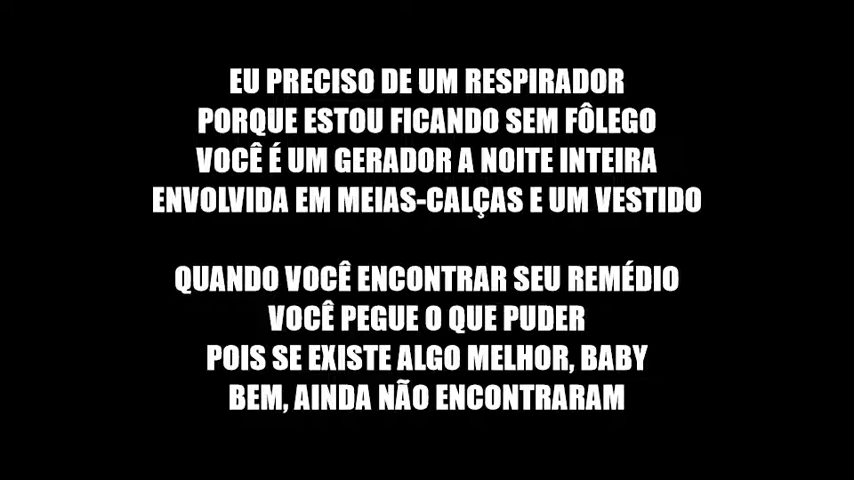 EU PRECISO DE UM RESPIRADOR
PORQUE ESTOU FICANDO SEM FÔLEGO
VOCÊ É UM GERADOR A NOITE INTEIRA
ENVOLVIDA EM MEIAS-CALÇAS E UM VESTIDO
QUANDO VOCÊ ENCONTRAR SEU REMÉDIO
VOCÊ PEGUE O QUE PUDER
POIS SE EXISTE ALGO MELHOR, BABY
BEM, AINDA NÃO ENCONTRARAM